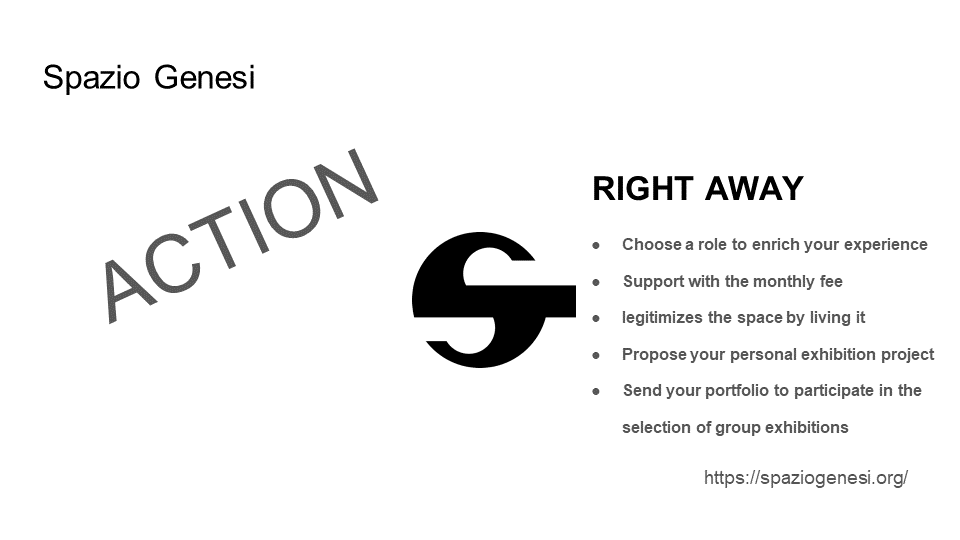 Spazio Genesi
ACTION
RIGHT AWAY
● Choose a role to enrich your experience
● Support with the monthly fee
● legitimizes the space by living it
● Propose your personal exhibition project
● Send your portfolio to participate in the
selection of group exhibitions
https://spaziogenesi.org/